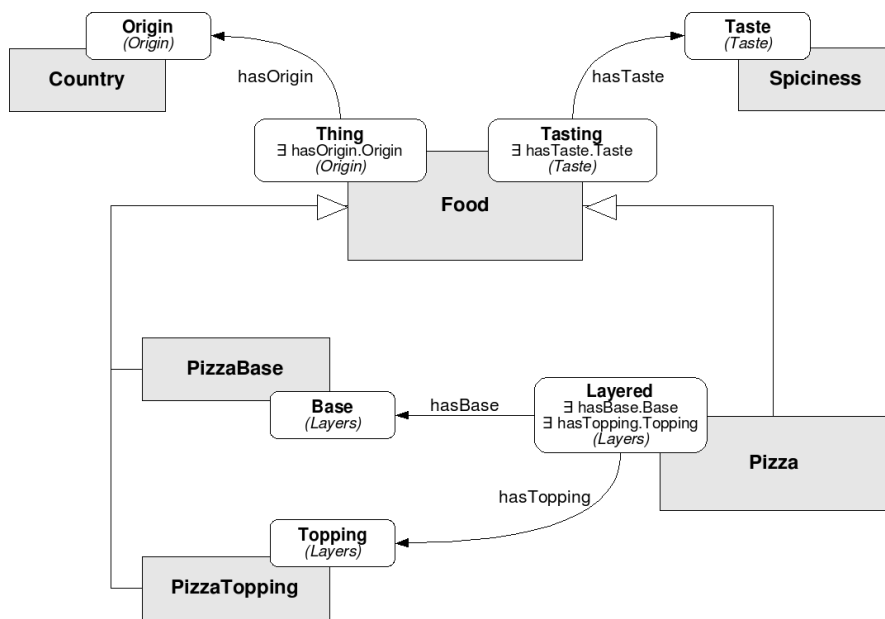 Origin
(Origin)
Country
hasOrigin
Taste
(Taste)
Spiciness
hasTaste
Thing
∃ hasOrigin.Origin
(Origin)
Tasting
∃ hasTaste.Taste
(Taste)
Food
PizzaBase
Base
(Layers)
hasBase
Layered
∃ hasBase.Base
∃ hasTopping.Topping
(Layers)
Pizza
hasTopping
Topping
(Layers)
PizzaTopping